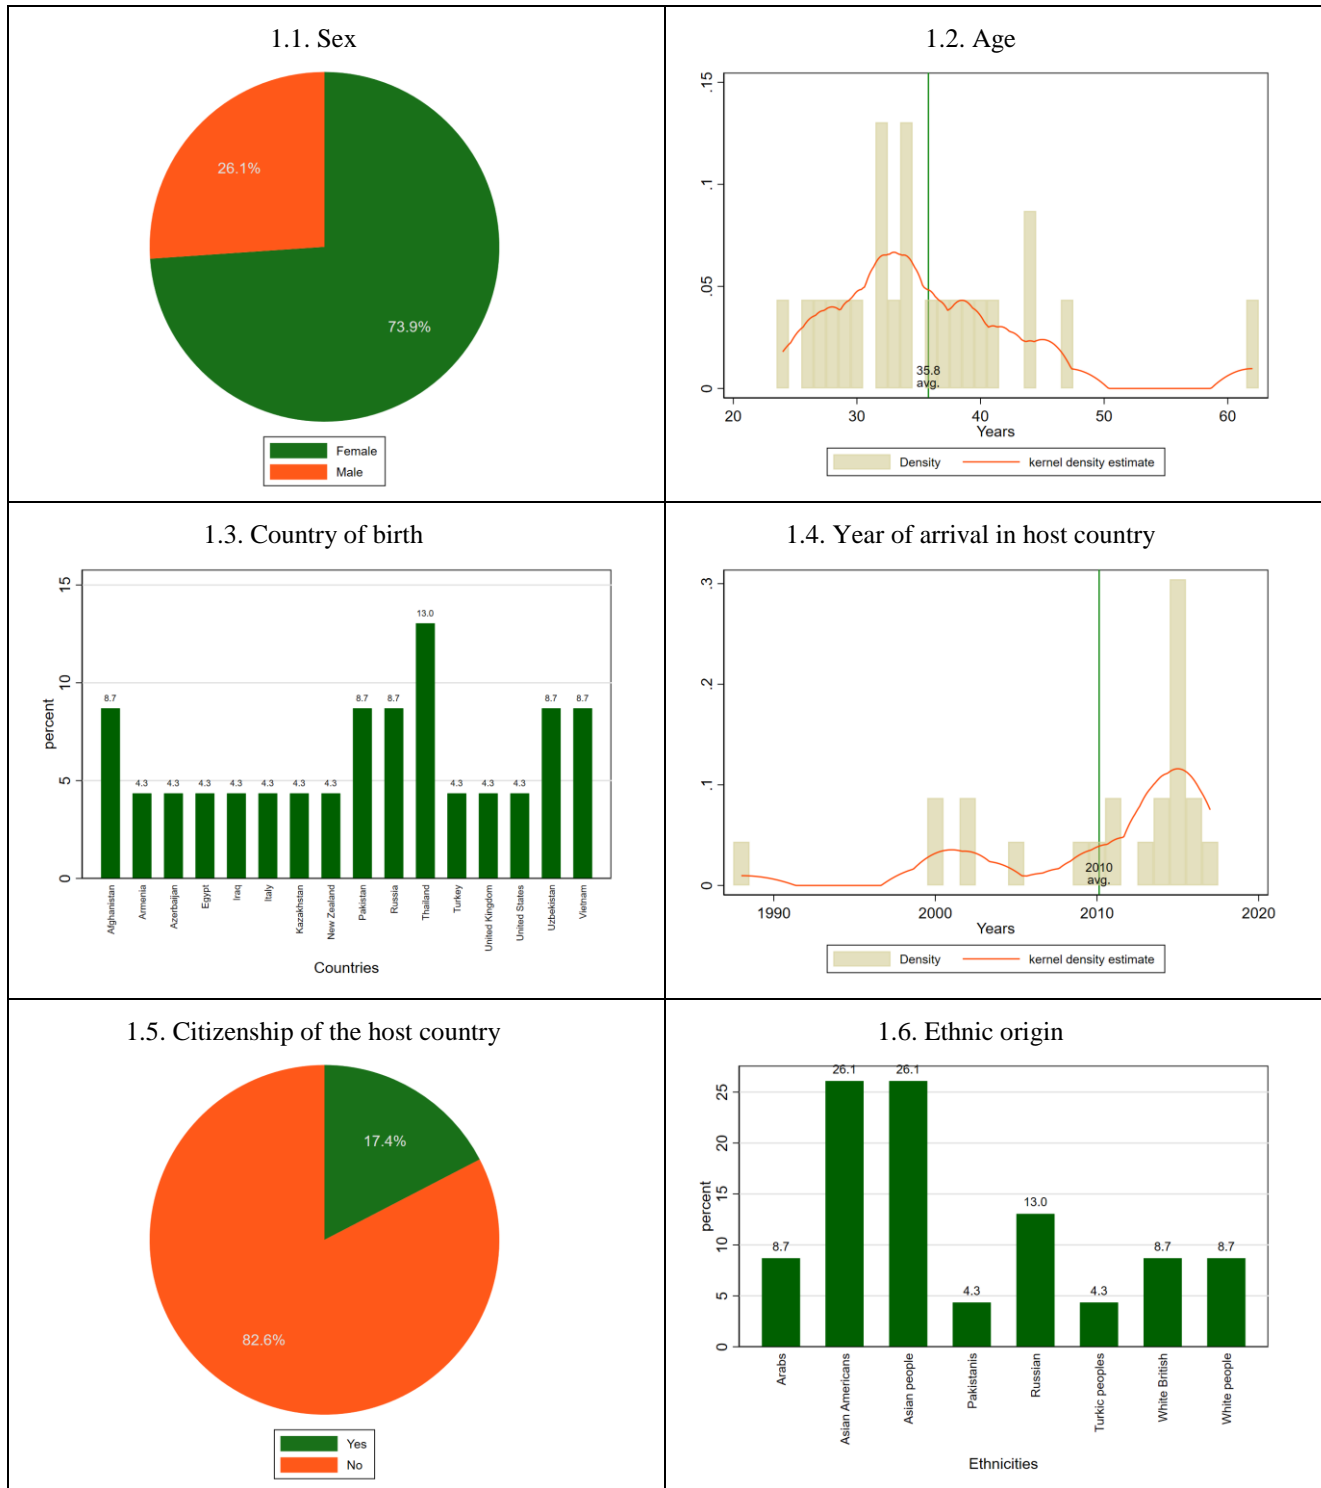 1.1. Sex
26.1%
73.9%
Female
Male
1.2. Age
.15
.1
.05
0
35.8
avg.
20 30 40 50 60
Years
Density kernel density estimate
1.3. Country of birth
percent
15
10
5
0
8.7 4.3 4.3 4.3 4.3 4.3 4.3 4.3 8.7 8.7 13.0 4.3 4.3 4.3 8.7 8.7
Afghanistan
Armenia
Azerbaijan
Egypt
Iraq
Italy
Kazakhstan
New Zealand
Pakistan
Russia
Thailand
Turkey
United Kingdom
United States
Uzbekistan
Vietnam
Countries
1.4. Year of arrival in host country
.3
.2
.1
0
2010
avg.
1990 2000 2010 2020
Years
Density kernel density estimate
1.5. Citizenship of the host country
17.4%
82.6%
Yes
No
1.6. Ethnic origin
percent
25
20
15
10
5
0
8.7 26.1 26.1 4.3 13.0 4.3 8.7 8.7
Arabs
Asian Americans
Asian people
Pakistanis
Russian
Turkic peoples
White British
White people
Ethnicities